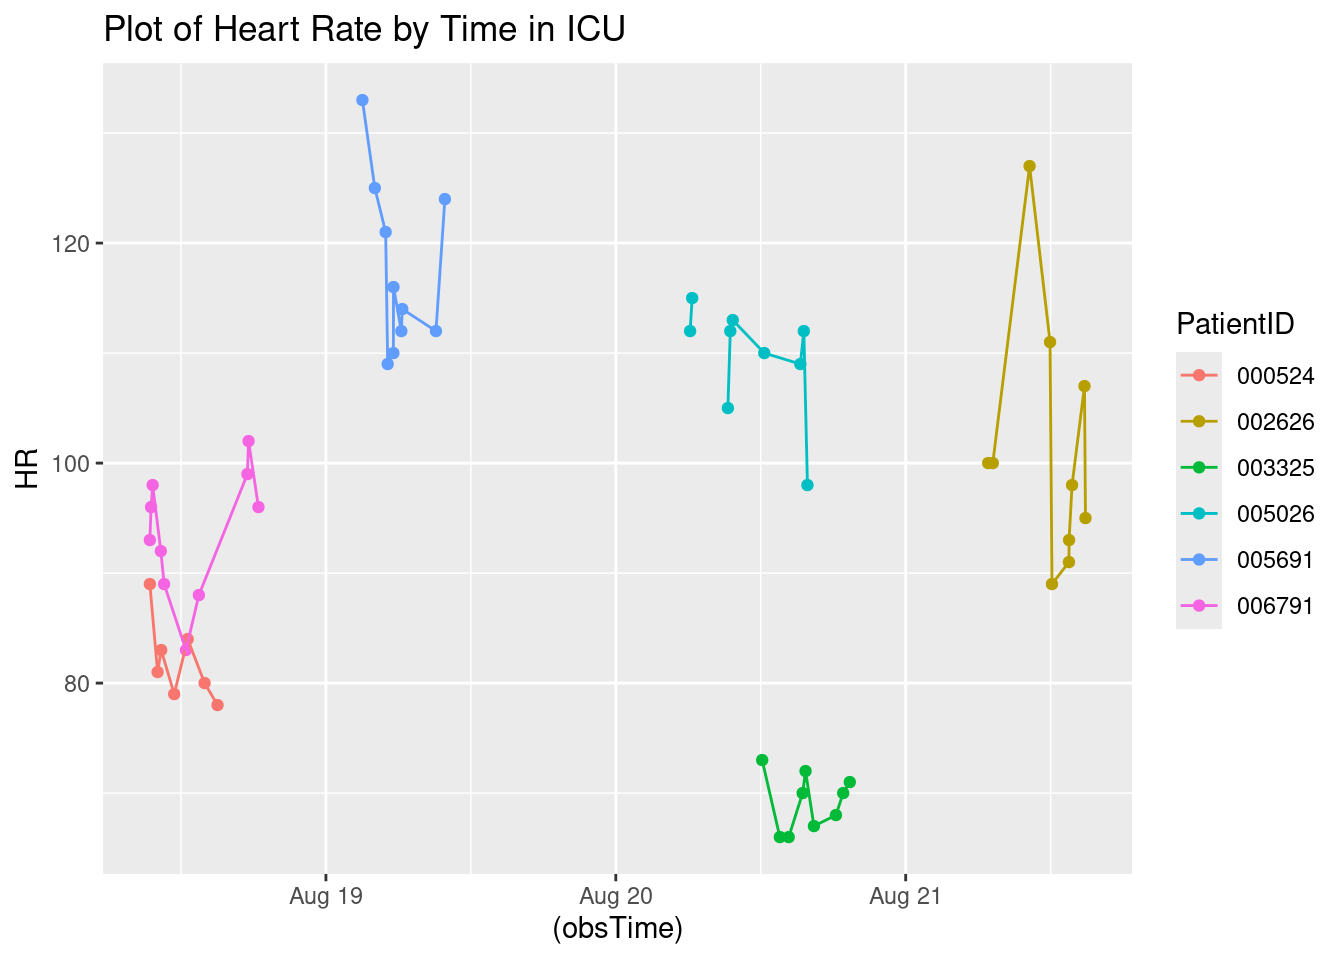 Plot of Heart Rate by Time in ICU
HR
120
100
80
Aug 19
Aug 20
Aug 21
(obsTime)
PatientID
000524
002626
003325
005026
005691
006791